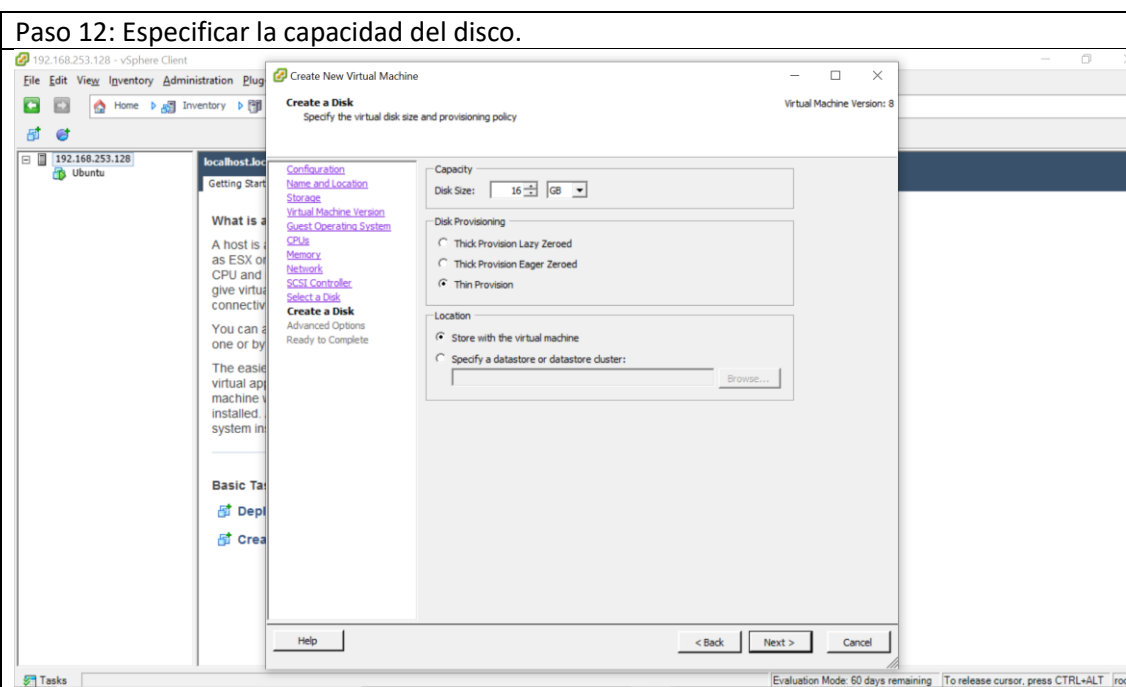 Paso 12: Especificar la capacidad del disco.
192.168.253.128 - vSphere Client
File Edit View Inventory Administration Plug
Home Inventory
192.168.253.128
Ubuntu
localhost.loc
Getting Start
What is a
A host is a
as ESX or
CPU and
give virtua
connectiv
You can a
one or by
The easie
virtual app
machine w
installed.
system ins
Basic Tas
Depl
Crea
Create New Virtual Machine
Create a Disk
Specify the virtual disk size and provisioning policy
Virtual Machine Version: 8
Configuration
Name and Location
Storage
Virtual Machine Version
Guest Operating System
CPUs
Memory
Network
SCSI Controller
Select a Disk
Create a Disk
Advanced Options
Ready to Complete
Capacity
Disk Size: 16 GB
Disk Provisioning
Thick Provision Lazy Zeroed
Thick Provision Eager Zeroed
Thin Provision
Location
Store with the virtual machine
Specify a datastore or datastore cluster:
Browse...
Help
< Back Next > Cancel
Tasks
Evaluation Mode: 60 days remaining To release cursor, press CTRL+ALT roo